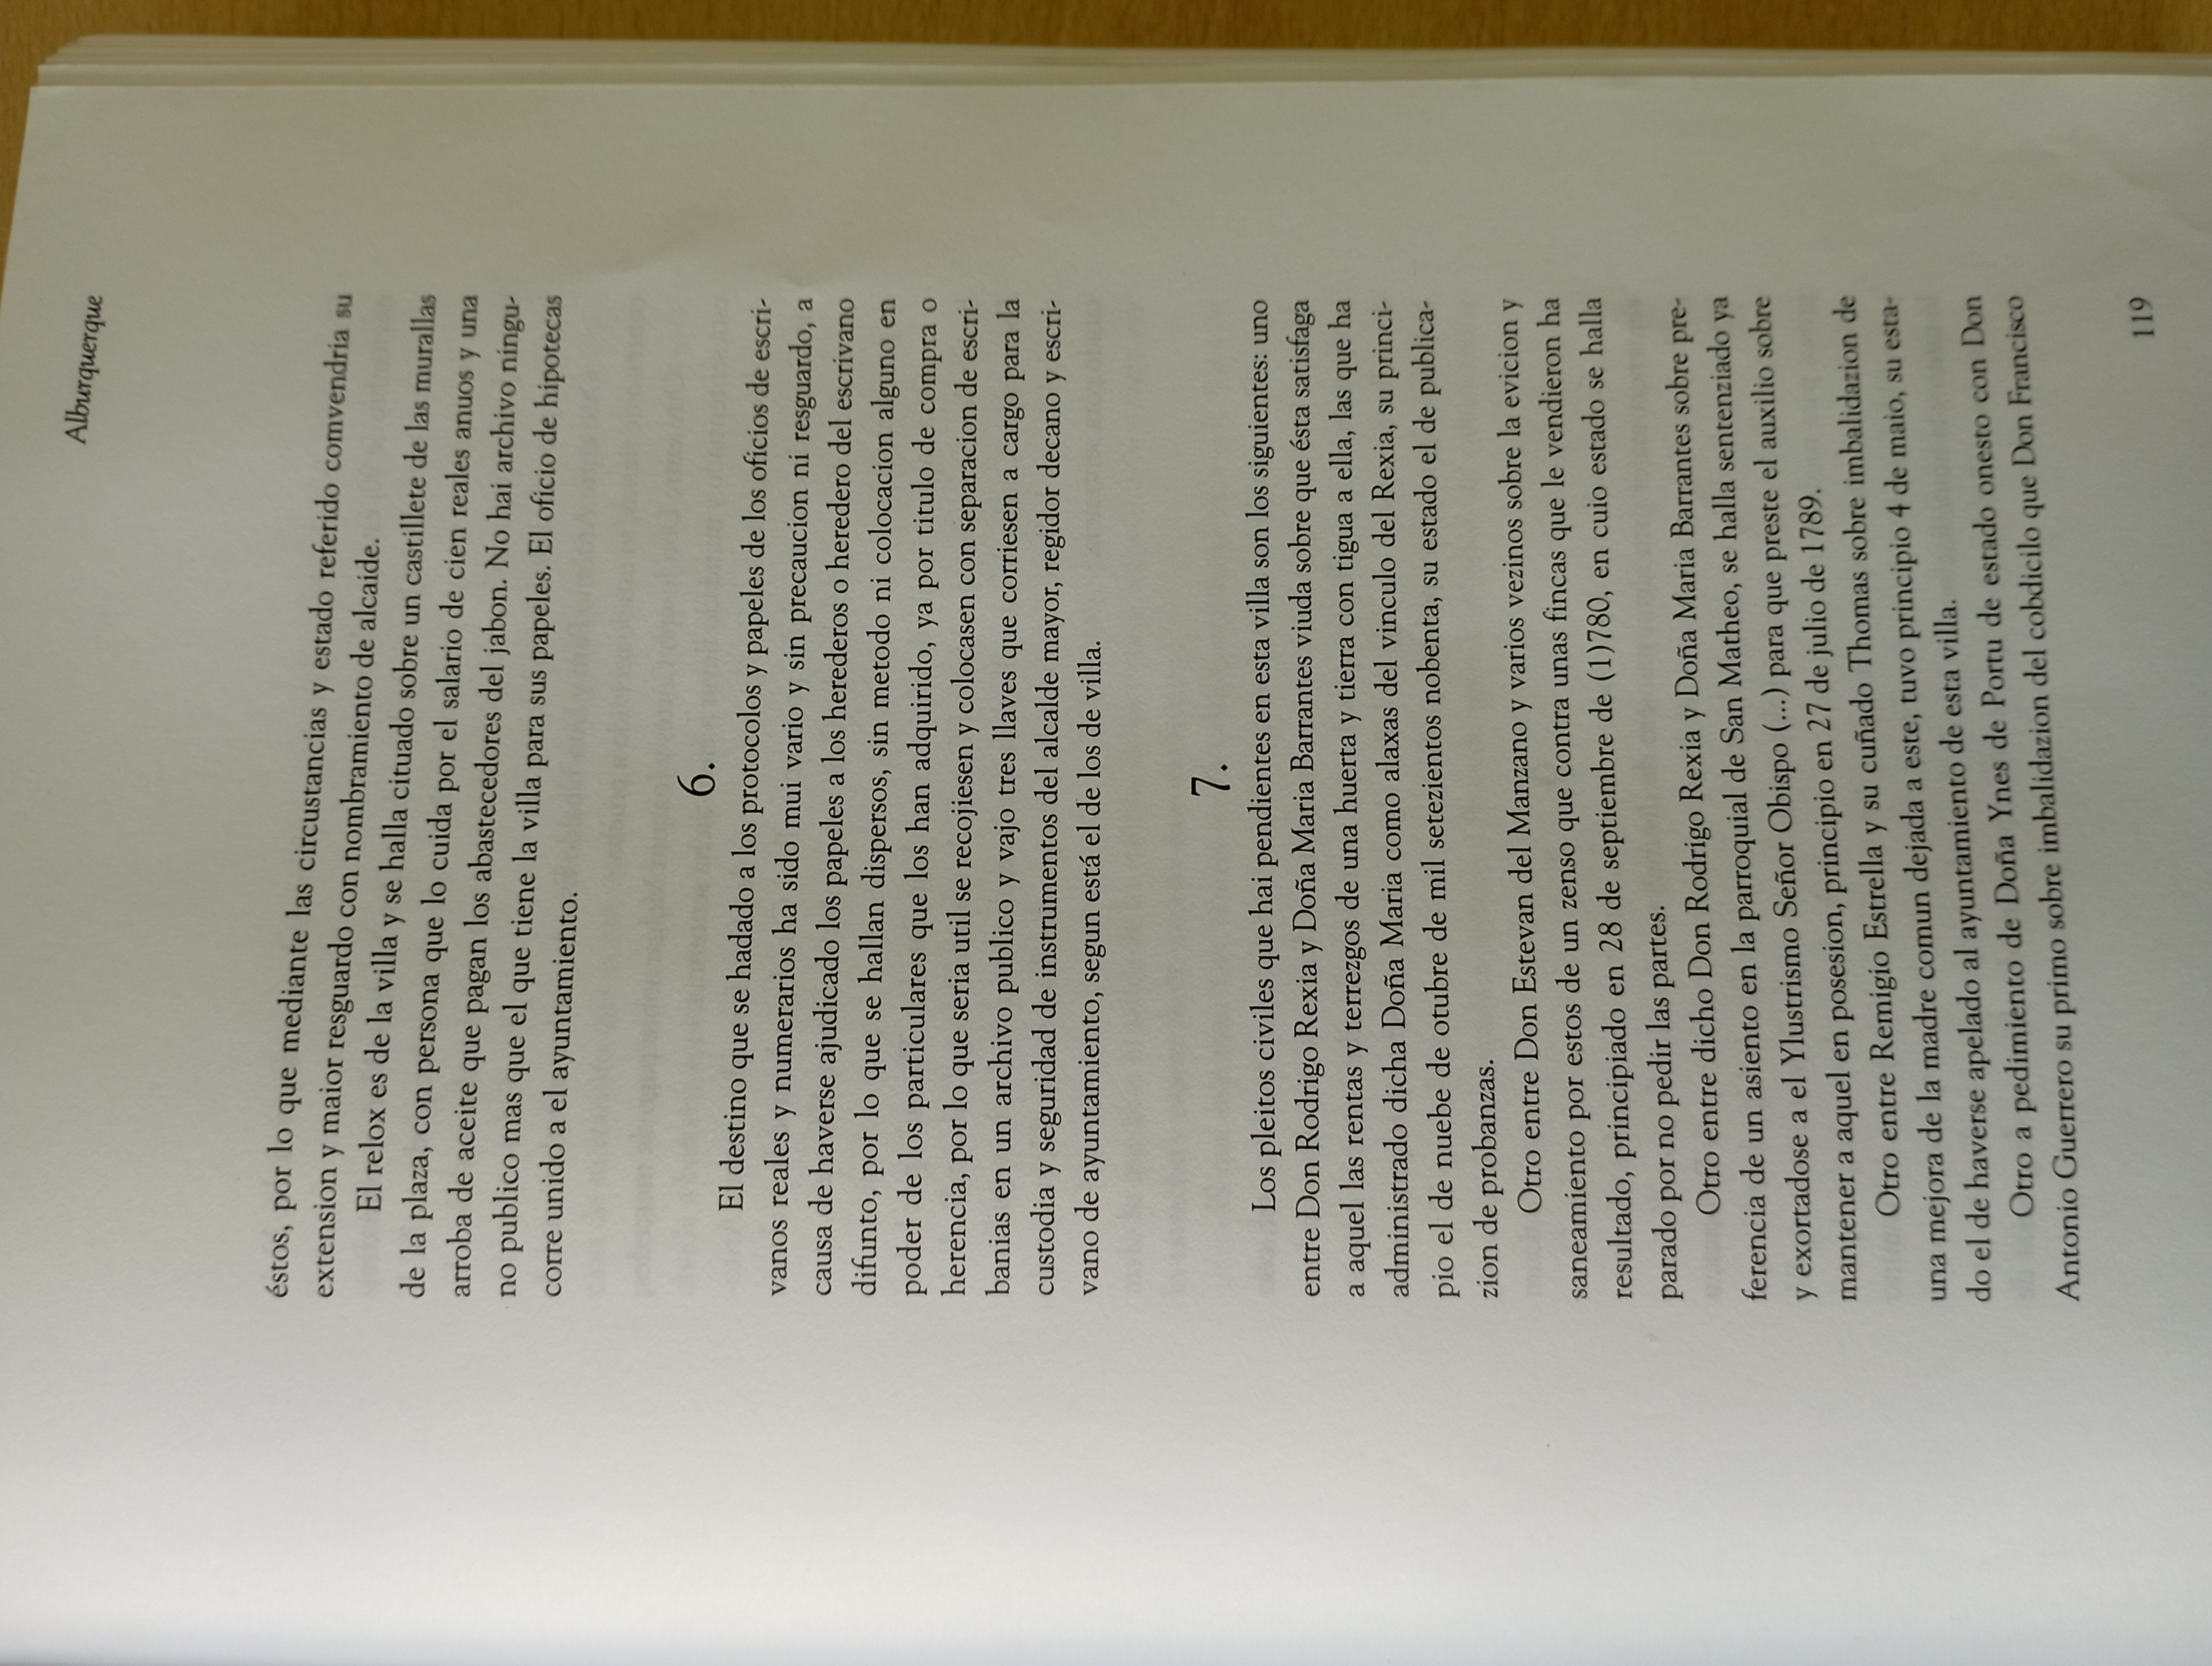 Alburquerque
éstos, por lo que mediante las circustancias y estado referido comvendria su
extension y maior resguardo con nombramiento de alcaide.
El relox es de la villa y se halla cituado sobre un castillete de las murallas
de la plaza, con persona que lo cuida por el salario de cien reales anuos y una
arroba de aceite que pagan los abastecedores del jabon. No hai archivo ningu-
no publico mas que el que tiene la villa para sus papeles. El oficio de hipotecas
corre unido a el ayuntamiento.
6.
El destino que se hadado a los protocolos y papeles de los oficios de escri-
vanos reales y numerarios ha sido mui vario y sin precaucion ni resguardo, a
causa de haverse ajudicado los papeles a los herederos o heredero del escrivano
difunto, por lo que se hallan dispersos, sin metodo ni colocacion alguno en
poder de los particulares que los han adquirido, ya por titulo de compra o
herencia, por lo que seria util se recojiesen y colocasen con separacion de escri-
banias en un archivo publico y vajo tres llaves que corriesen a cargo para la
custodia y seguridad de instrumentos del alcalde mayor, regidor decano y escri-
vano de ayuntamiento, segun está el de los de villa.
7.
Los pleitos civiles que hai pendientes en esta villa son los siguientes: uno
entre Don Rodrigo Rexia y Doña Maria Barrantes viuda sobre que ésta satisfaga
a aquel las rentas y terrezgos de una huerta y tierra con tigua a ella, las que ha
administrado dicha Doña Maria como alaxas del vinculo del Rexia, su princi-
pio el de nuebe de otubre de mil setezientos nobenta, su estado el de publica-
zion de probanzas.
Otro entre Don Estevan del Manzano y varios vezinos sobre la evicion y
saneamiento por estos de un zenso que contra unas fincas que le vendieron ha
resultado, principiado en 28 de septiembre de (1)780, en cuio estado se halla
parado por no pedir las partes.
Otro entre dicho Don Rodrigo Rexia y Doña Maria Barrantes sobre pre-
ferencia de un asiento en la parroquial de San Matheo, se halla sentenziado ya
y exortadose a el Ylustrismo Señor Obispo (...) para que preste el auxilio sobre
mantener a aquel en posesion, principio en 27 de julio de 1789.
Otro entre Remigio Estrella y su cuñado Thomas sobre imbalidazion de
una mejora de la madre comun dejada a este, tuvo principio 4 de maio, su esta-
do el de haverse apelado al ayuntamiento de esta villa.
Otro a pedimiento de Doña Ynes de Portu de estado onesto con Don
Antonio Guerrero su primo sobre imbalidazion del cobdicilo que Don Francisco
119